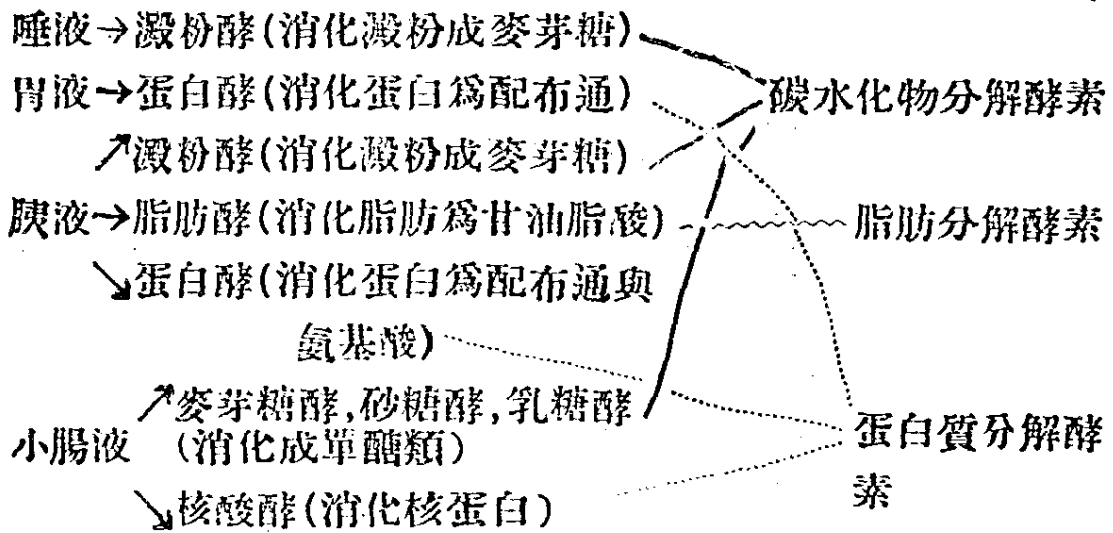 唾液→澱粉酵(消化澱粉成麥芽糖)
胃液→蛋白酵(消化蛋白爲配布通)
碳水化物分解酵素
↗澱粉酵(消化澱粉成麥芽糖)
胰液→脂肪酵(消化脂肪爲甘油脂酸)
脂肪分解酵素
↘蛋白酵(消化蛋白爲配布通與
氨基酸)
↗麥芽糖酵,砂糖酵,乳糖酵
小腸液 (消化成單醣類)
蛋白質分解酵
素
↘核酸酵(消化核蛋白)